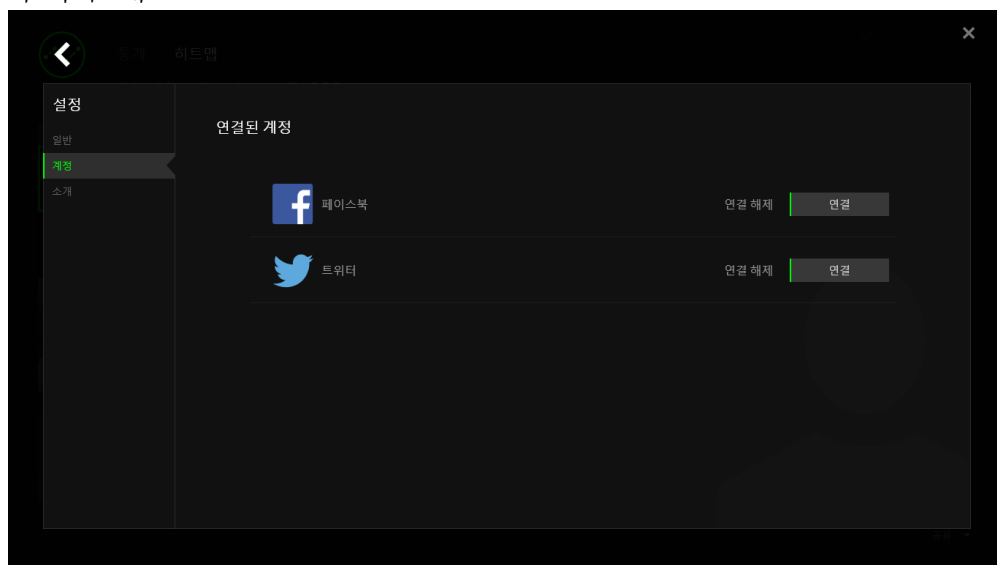 통계 히트맵
설정
일반
계정
소개
연결된 계정
페이스북 연결 해제 연결
트위터 연결 해제 연결